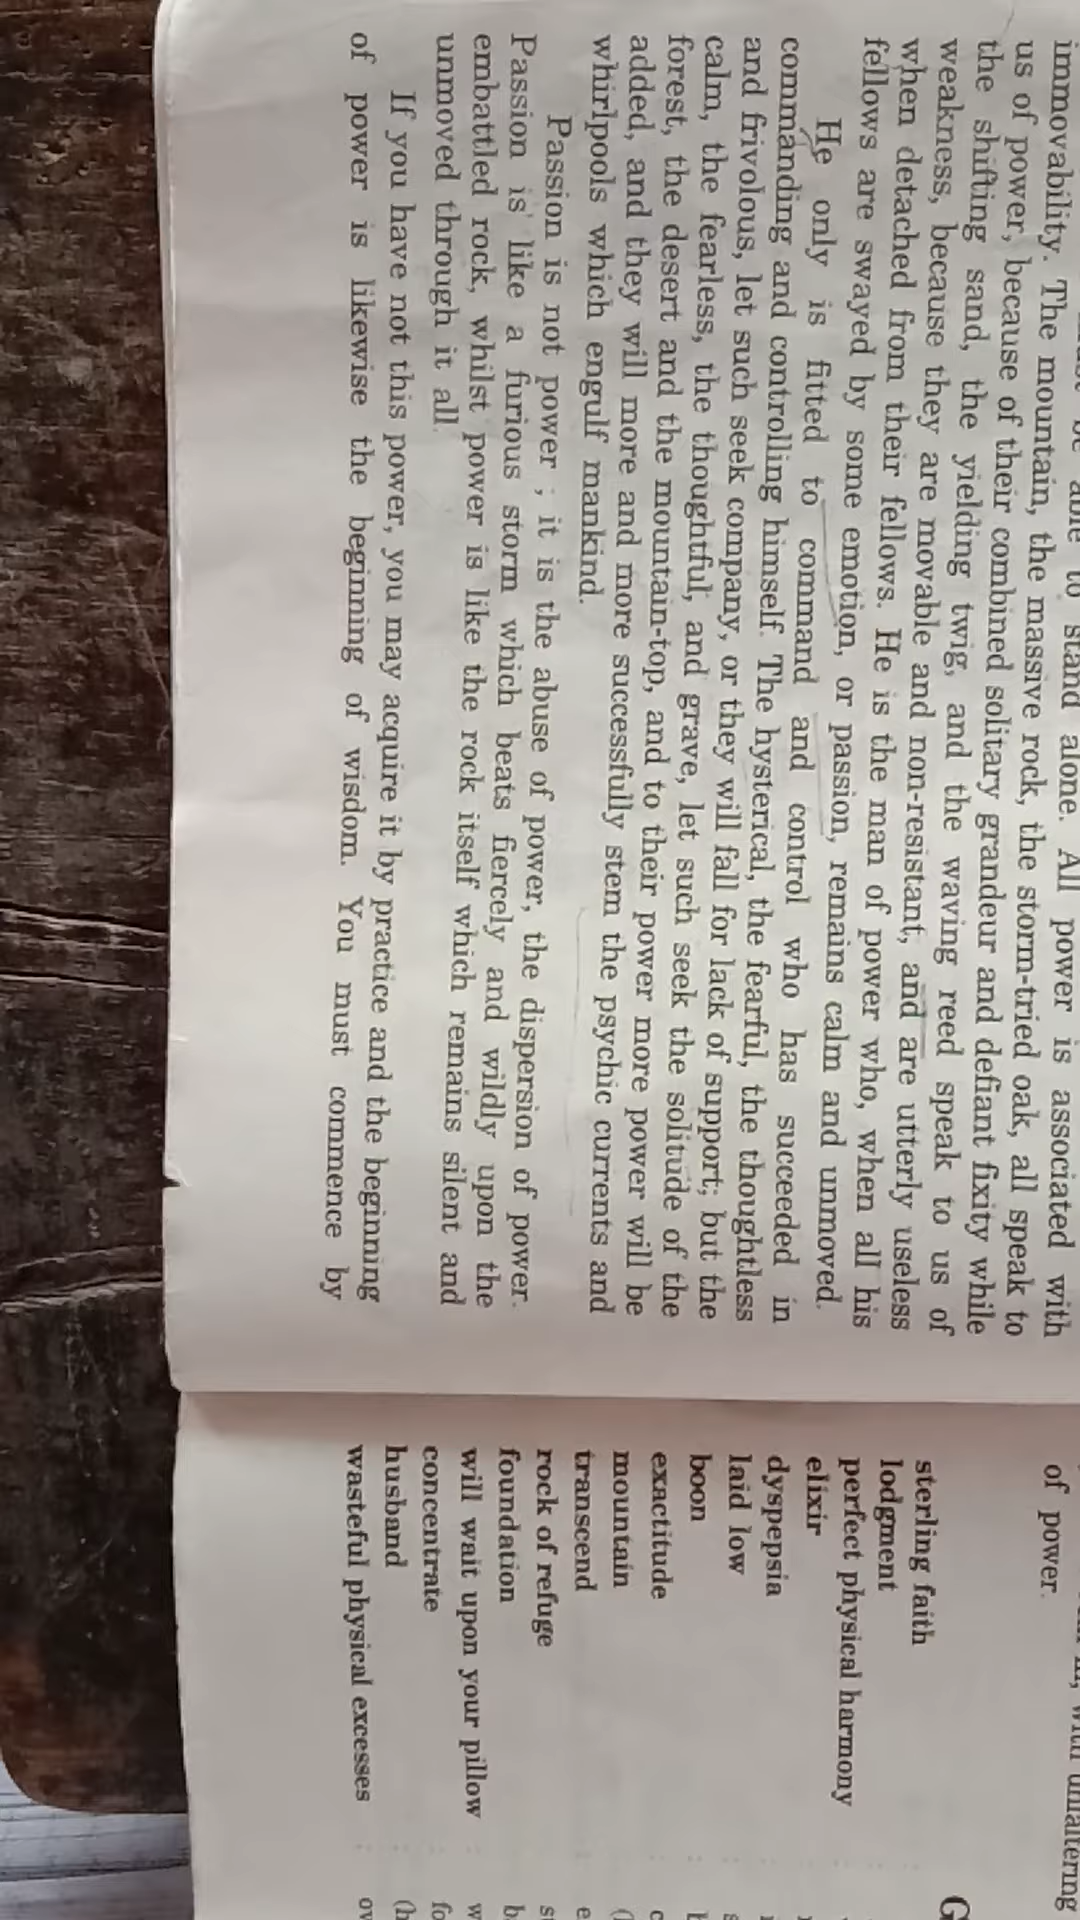 be able to stand alone. All power is associated with
immovability. The mountain, the massive rock, the storm-tried oak, all speak to
us of power, because of their combined solitary grandeur and defiant fixity while
the shifting sand, the yielding twig, and the waving reed speak to us of
weakness, because they are movable and non-resistant, and are utterly useless
when detached from their fellows. He is the man of power who, when all his
fellows are swayed by some emotion, or passion, remains calm and unmoved.
He only is fitted to command and control who has succeeded in
commanding and controlling himself. The hysterical, the fearful, the thoughtless
and frivolous, let such seek company, or they will fall for lack of support; but the
calm, the fearless, the thoughtful, and grave, let such seek the solitude of the
forest, the desert and the mountain-top, and to their power more power will be
added, and they will more and more successfully stem the psychic currents and
whirlpools which engulf mankind.
Passion is not power ; it is the abuse of power, the dispersion of power.
Passion is like a furious storm which beats fiercely and wildly upon the
embattled rock, whilst power is like the rock itself which remains silent and
unmoved through it all.
If you have not this power, you may acquire it by practice and the beginning
of power is likewise the beginning of wisdom. You must commence by
of power.
G
sterling faith
lodgment
perfect physical harmony
elixir
dyspepsia
laid low
boon
exactitude
mountain
transcend
rock of refuge
foundation
will wait upon your pillow
concentrate
husband
wasteful physical excesses